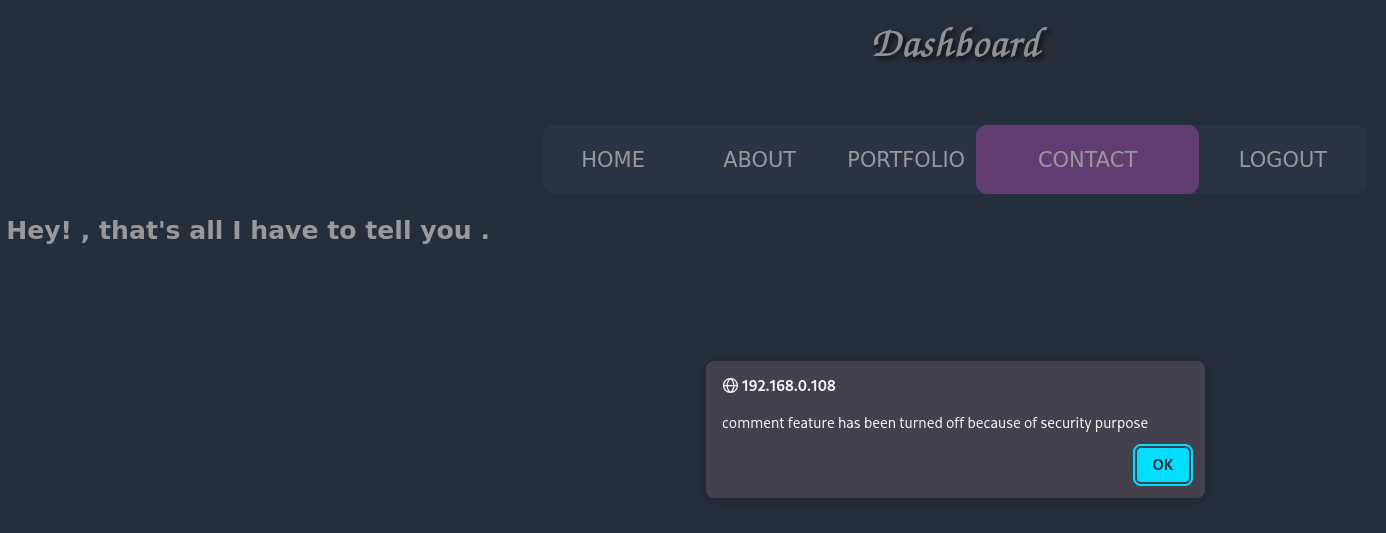 Dashboard
HOME ABOUT PORTFOLIO CONTACT LOGOUT
Hey! , that's all I have to tell you .
192.168.0.108
comment feature has been turned off because of security purpose
OK